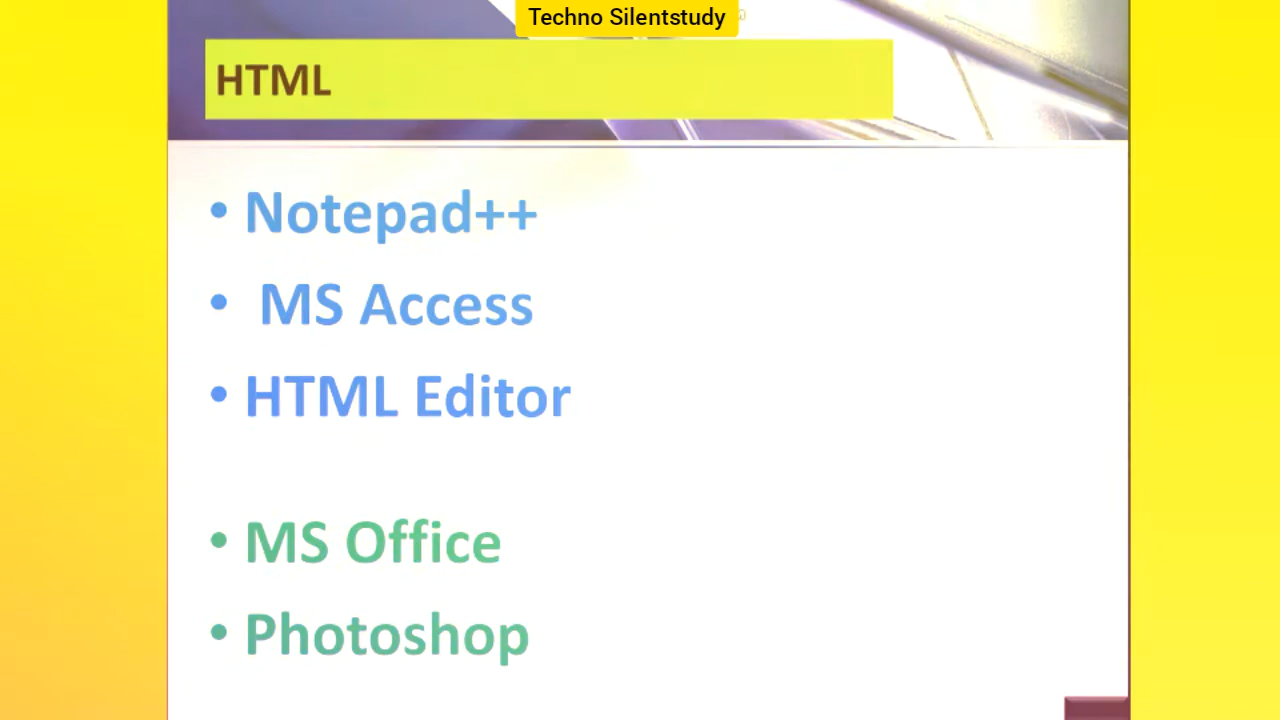 Techno Silentstudy
HTML
• Notepad++
• MS Access
• HTML Editor
• MS Office
• Photoshop